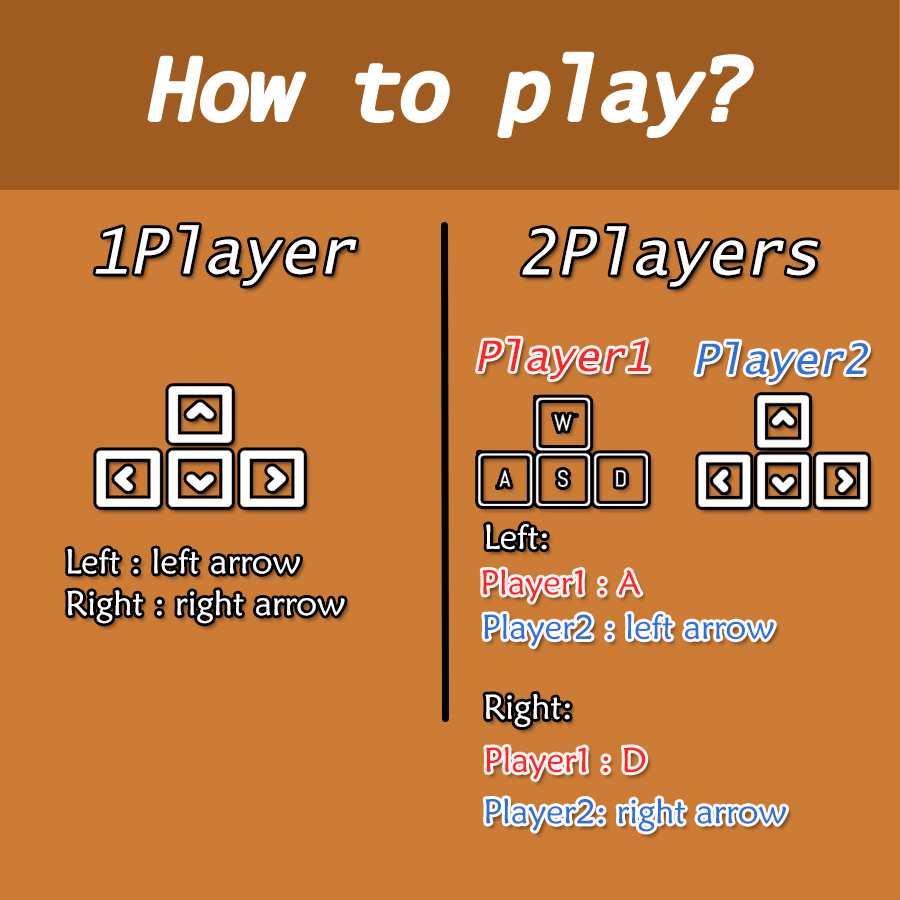 How to play?
1Player
Left : left arrow
Right : right arrow
2Players
Player1
W
A S D
Player2
Left:
Player1 : A
Player2 : left arrow
Right:
Player1 : D
Player2: right arrow